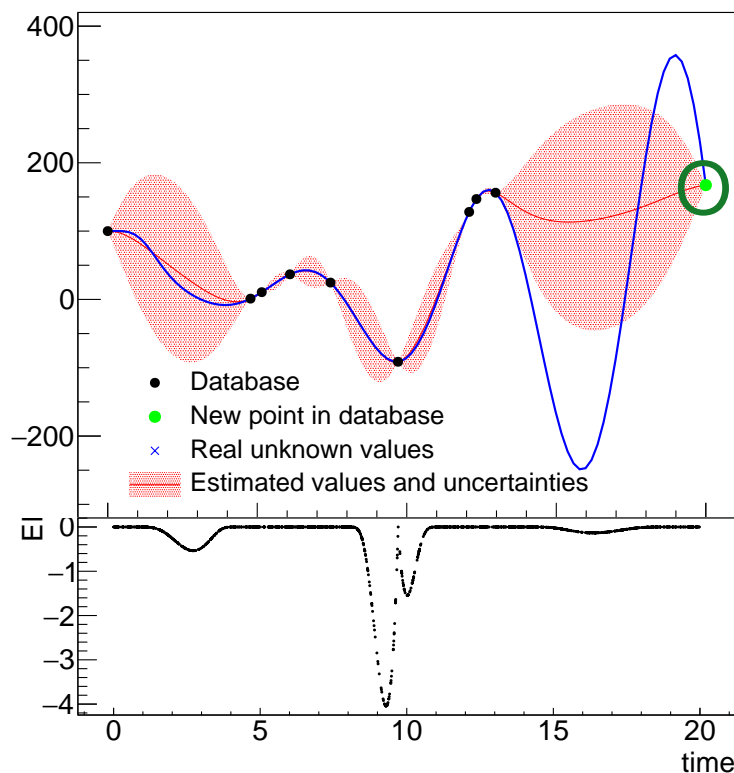 400
200
0
−200
Database
New point in database
Real unknown values
Estimated values and uncertainties
EI
0
−1
−2
−3
−4
0 5 10 15 20
time